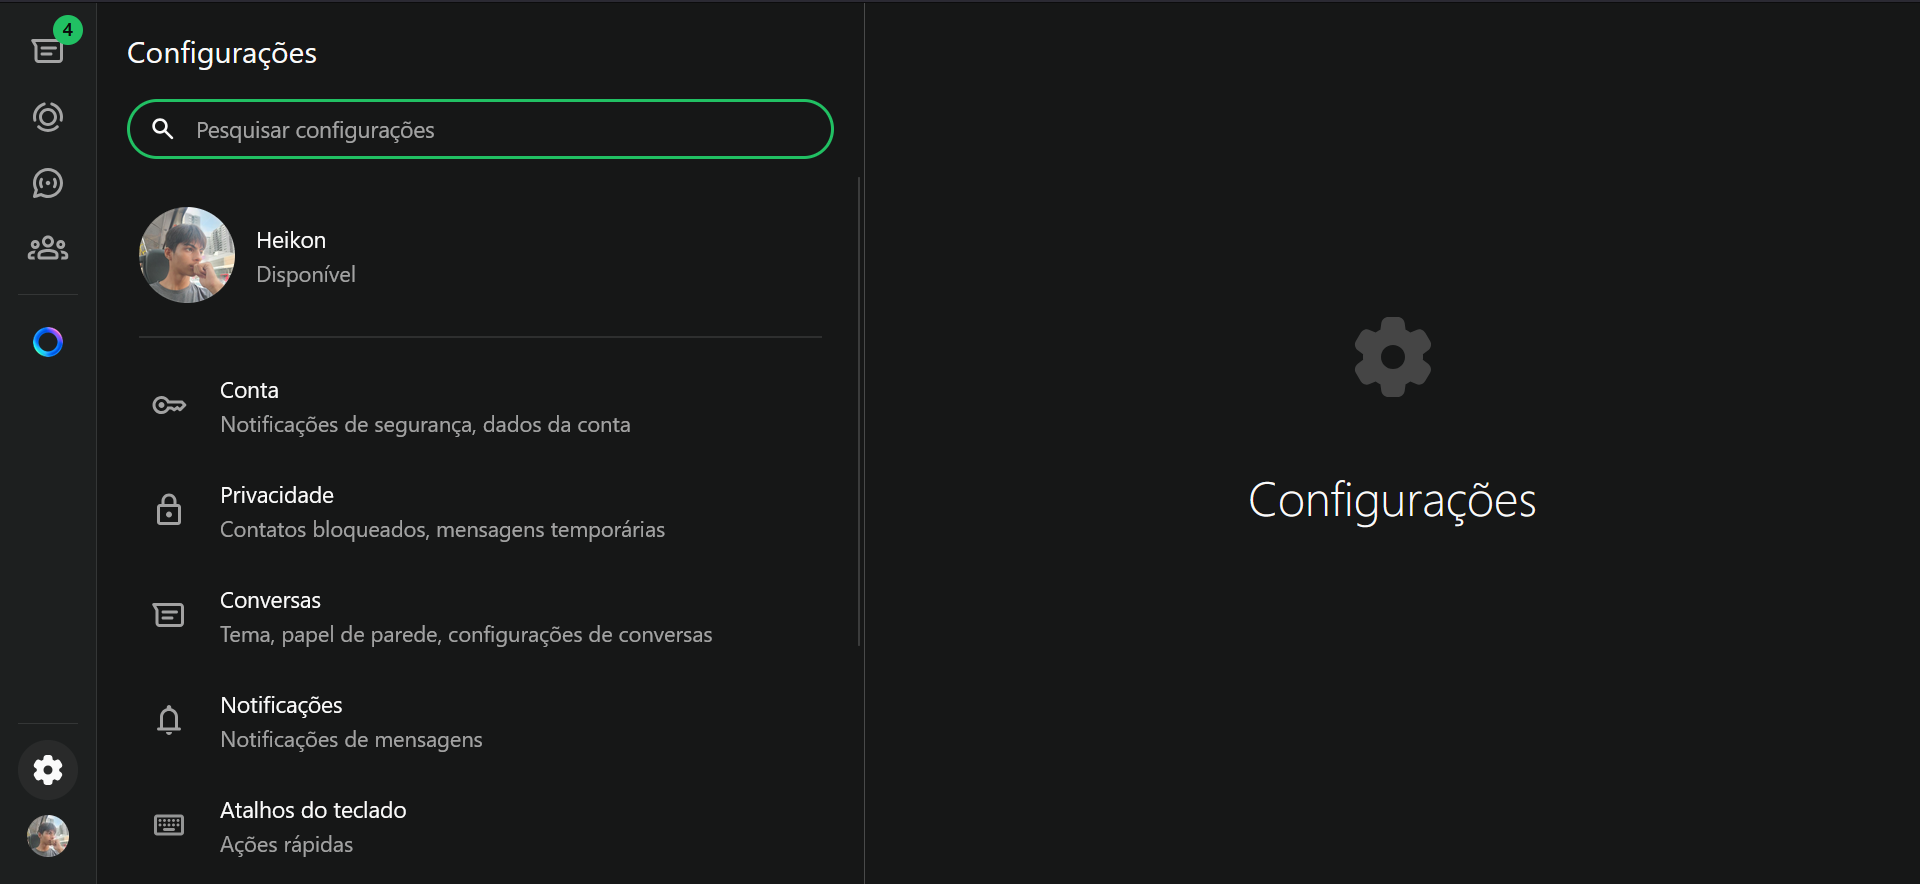 4
Configurações
Pesquisar configurações
Heikon
Disponível
Conta
Notificações de segurança, dados da conta
Privacidade
Contatos bloqueados, mensagens temporárias
Conversas
Tema, papel de parede, configurações de conversas
Notificações
Notificações de mensagens
Atalhos do teclado
Ações rápidas
Configurações